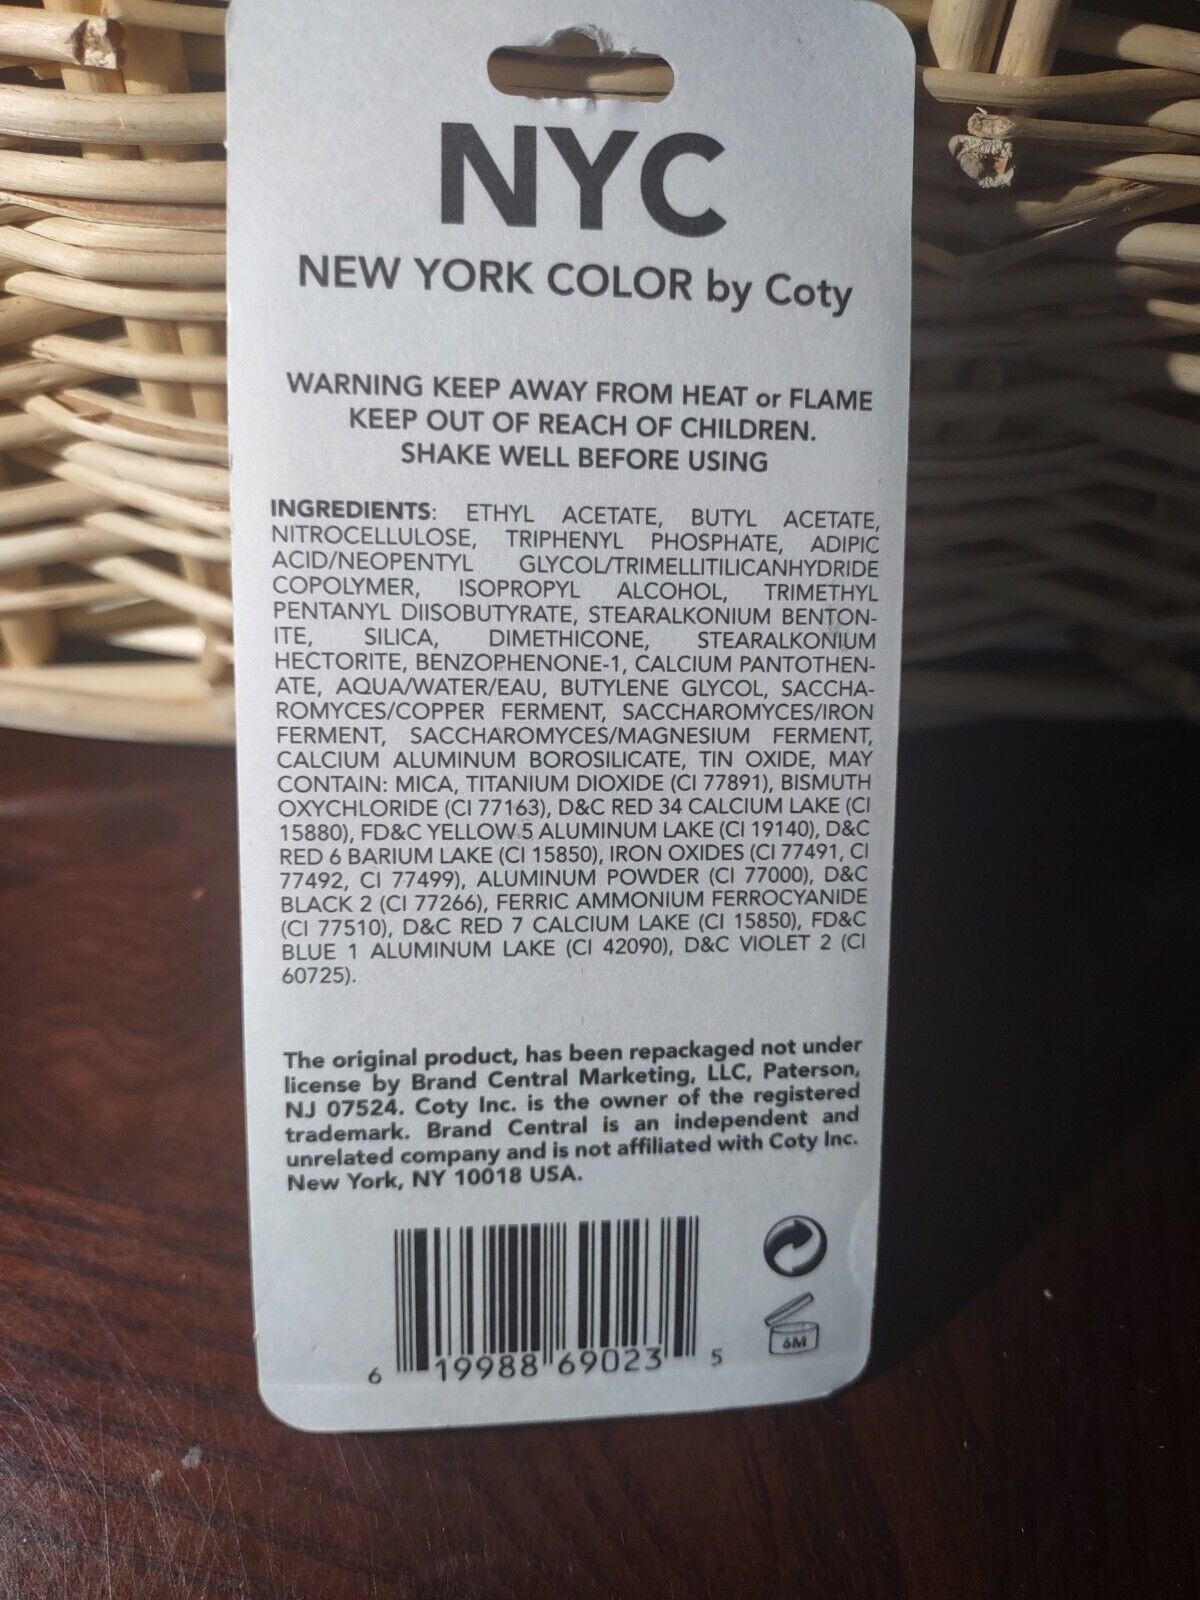 NYC
NEW YORK COLOR by Coty
WARNING KEEP AWAY FROM HEAT or FLAME
KEEP OUT OF REACH OF CHILDREN.
SHAKE WELL BEFORE USING
INGREDIENTS: ETHYL ACETATE, BUTYL ACETATE,
NITROCELLULOSE, TRIPHENYL PHOSPHATE, ADIPIC
ACID/NEOPENTYL GLYCOL/TRIMELLITILICANHYDRIDE
COPOLYMER, ISOPROPYL ALCOHOL, TRIMETHYL
PENTANYL DIISOBUTYRATE, STEARALKONIUM BENTON-
ITE, SILICA, DIMETHICONE, STEARALKONIUM
HECTORITE, BENZOPHENONE-1, CALCIUM PANTOTHEN-
ATE, AQUA/WATER/EAU, BUTYLENE GLYCOL, SACCHA-
ROMYCES/COPPER FERMENT, SACCHAROMYCES/IRON
FERMENT, SACCHAROMYCES/MAGNESIUM FERMENT,
CALCIUM ALUMINUM BOROSILICATE, TIN OXIDE, MAY
CONTAIN: MICA, TITANIUM DIOXIDE (CI 77891), BISMUTH
OXYCHLORIDE (CI 77163), D&C RED 34 CALCIUM LAKE (CI
15880), FD&C YELLOW 5 ALUMINUM LAKE (CI 19140), D&C
RED 6 BARIUM LAKE (CI 15850), IRON OXIDES (CI 77491, CI
77492, CI 77499), ALUMINUM POWDER (CI 77000), D&C
BLACK 2 (CI 77266), FERRIC AMMONIUM FERROCYANIDE
(CI 77510), D&C RED 7 CALCIUM LAKE (CI 15850), FD&C
BLUE 1 ALUMINUM LAKE (CI 42090), D&C VIOLET 2 (CI
60725).
The original product, has been repackaged not under
license by Brand Central Marketing, LLC, Paterson,
NJ 07524. Coty Inc. is the owner of the registered
trademark. Brand Central is an independent and
unrelated company and is not affiliated with Coty Inc.
New York, NY 10018 USA.
6M
6 19988 69023 5